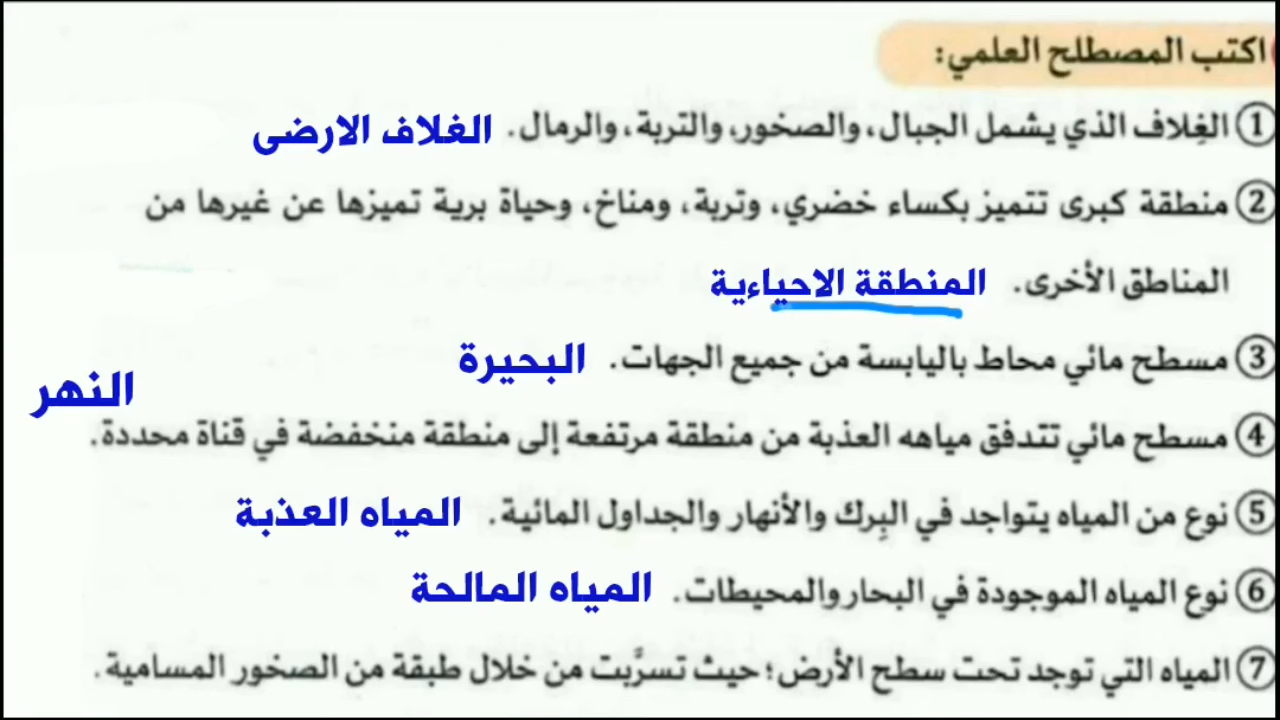 اكتب المصطلح العلمي:
① الغِلاف الذي يشمل الجبال، والصخور، والتربة، والرمال. الغلاف الارضى
② منطقة كبرى تتميز بكساء خضري، وتربة، ومناخ، وحياة برية تميزها عن غيرها من
المناطق الأخرى. المنطقة الاحياءية
③ مسطح مائي محاط باليابسة من جميع الجهات. البحيرة
النهر
④ مسطح مائي تتدفق مياهه العذبة من منطقة مرتفعة إلى منطقة منخفضة في قناة محددة.
⑤ نوع من المياه يتواجد في البِرك والأنهار والجداول المائية. المياه العذبة
⑥ نوع المياه الموجودة في البحار والمحيطات. المياه المالحة
⑦ المياه التي توجد تحت سطح الأرض؛ حيث تسرَّبت من خلال طبقة من الصخور المسامية.